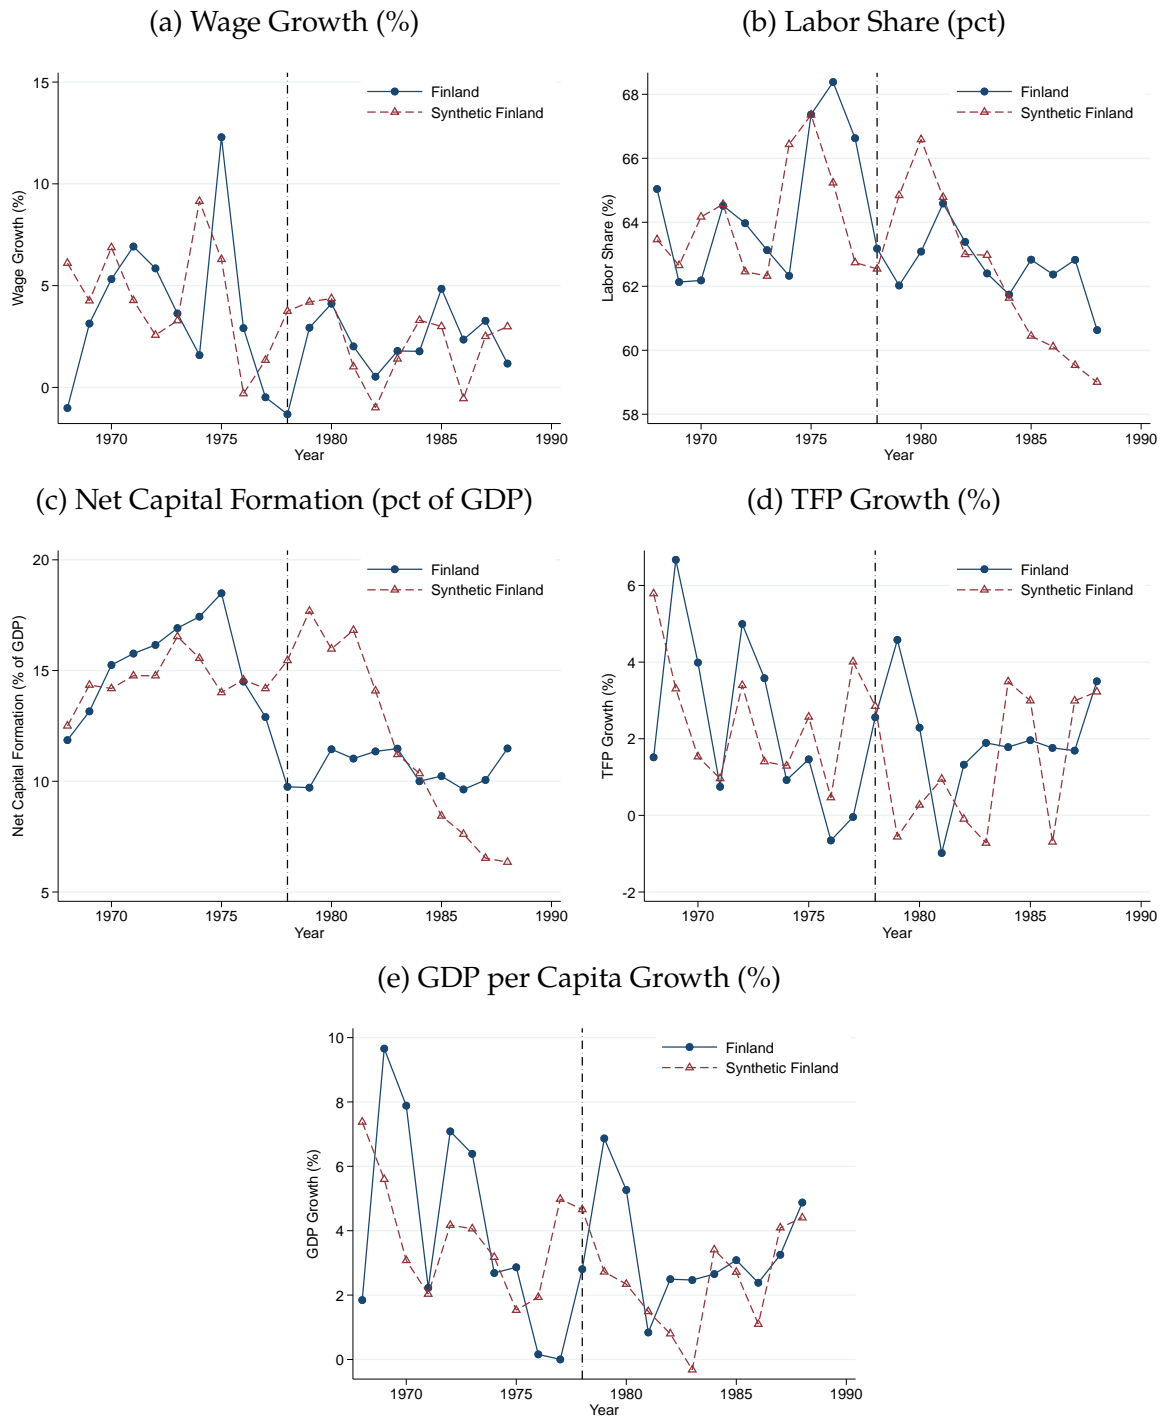 (a) Wage Growth (%)
Finland
Synthetic Finland
Wage Growth (%)
15
10
5
0
1970 1975 1980 1985 1990
Year
(b) Labor Share (pct)
Finland
Synthetic Finland
Labor Share (%)
68
66
64
62
60
58
1970 1975 1980 1985 1990
Year
(c) Net Capital Formation (pct of GDP)
Finland
Synthetic Finland
Net Capital Formation (% of GDP)
20
15
10
5
1970 1975 1980 1985 1990
Year
(d) TFP Growth (%)
Finland
Synthetic Finland
TFP Growth (%)
6
4
2
0
-2
1970 1975 1980 1985 1990
Year
(e) GDP per Capita Growth (%)
Finland
Synthetic Finland
GDP Growth (%)
10
8
6
4
2
0
1970 1975 1980 1985 1990
Year